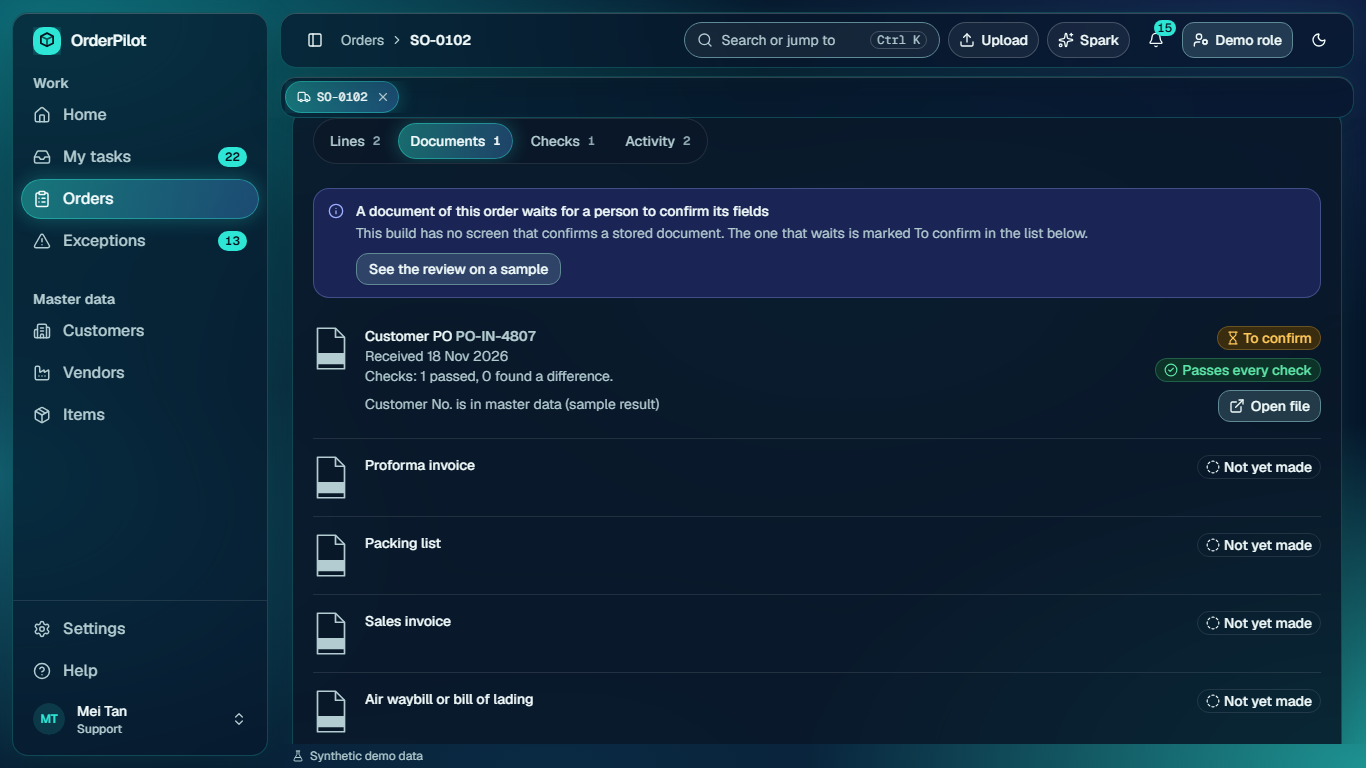 OrderPilot
Work
Home
My tasks 22
Orders
Exceptions 13
Master data
Customers
Vendors
Items
Settings
Help
MT
Mei Tan
Support
Orders > SO-0102
Search or jump to Ctrl K
Upload
Spark
15
Demo role
SO-0102
Lines 2
Documents 1
Checks 1
Activity 2
A document of this order waits for a person to confirm its fields
This build has no screen that confirms a stored document. The one that waits is marked To confirm in the list below.
See the review on a sample
Customer PO PO-IN-4807
Received 18 Nov 2026
Checks: 1 passed, 0 found a difference.
Customer No. is in master data (sample result)
To confirm
Passes every check
Open file
Proforma invoice
Not yet made
Packing list
Not yet made
Sales invoice
Not yet made
Air waybill or bill of lading
Not yet made
Synthetic demo data